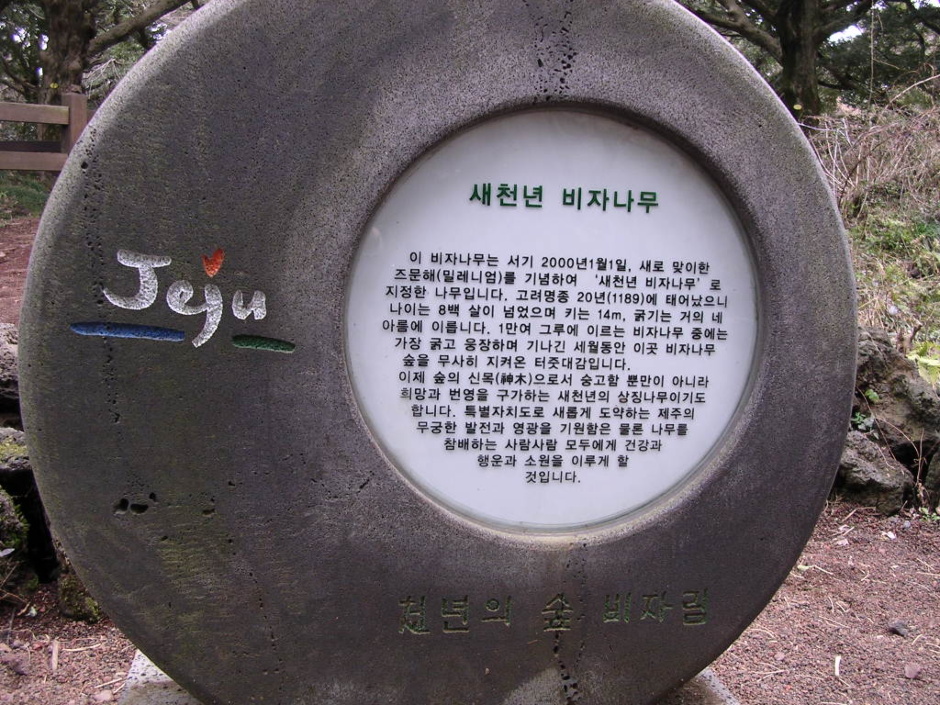 새천년 비자나무
이 비자나무는 서기 2000년1월1일, 새로 맞이한
즈문해(밀레니엄)를 기념하여 ‘새천년 비자나무’로
지정한 나무입니다. 고려명종 20년(1189)에 태어났으니
나이는 8백 살이 넘었으며 키는 14m, 굵기는 거의 네
아름에 이릅니다. 1만여 그루에 이르는 비자나무 중에는
가장 굵고 웅장하며 기나긴 세월동안 이곳 비자나무
숲을 무사히 지켜온 터줏대감입니다.
이제 숲의 신목(神木)으로서 숭고할 뿐만이 아니라
희망과 번영을 구가하는 새천년의 상징나무이기도
합니다. 특별자치도로 새롭게 도약하는 제주의
무궁한 발전과 영광을 기원함은 물론 나무를
참배하는 사람사람 모두에게 건강과
행운과 소원을 이루게 할
것입니다.
Jeju
천년의 숲 비자림